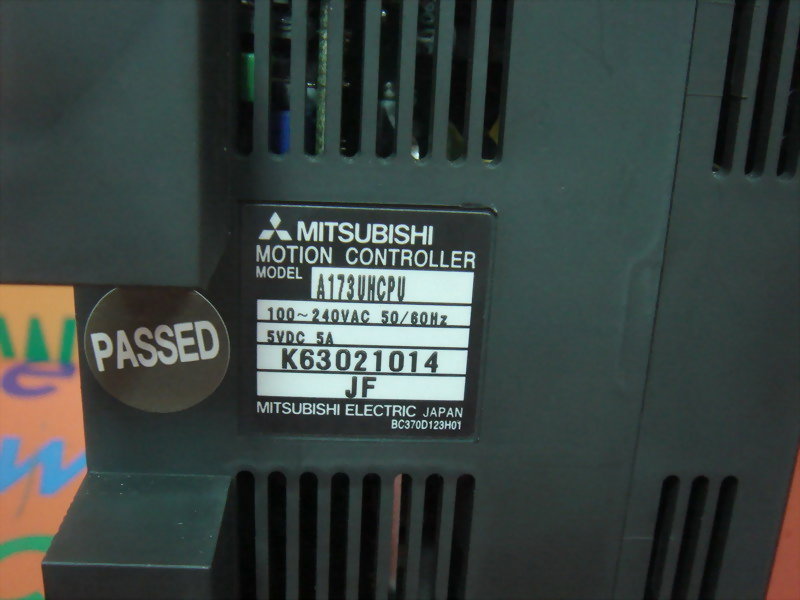 MITSUBISHI
MOTION CONTROLLER
MODEL A173UHCPU
100~240VAC 50/60Hz
5VDC 5A
K63021014
JF
MITSUBISHI ELECTRIC JAPAN
BC370D123H01
PASSED